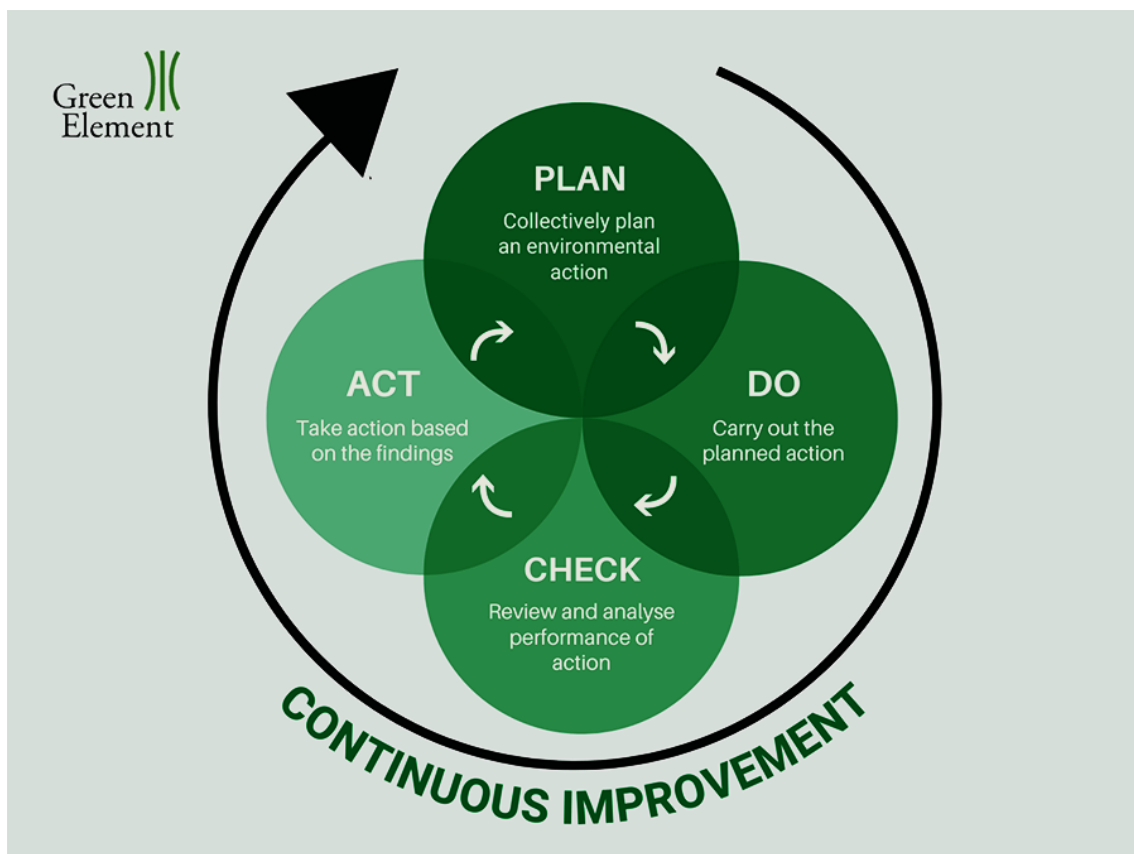 Green
Element
PLAN
Collectively plan
an environmental
action
ACT
Take action based
on the findings
DO
Carry out the
planned action
CHECK
Review and analyse
performance of
action
CONTINUOUS IMPROVEMENT